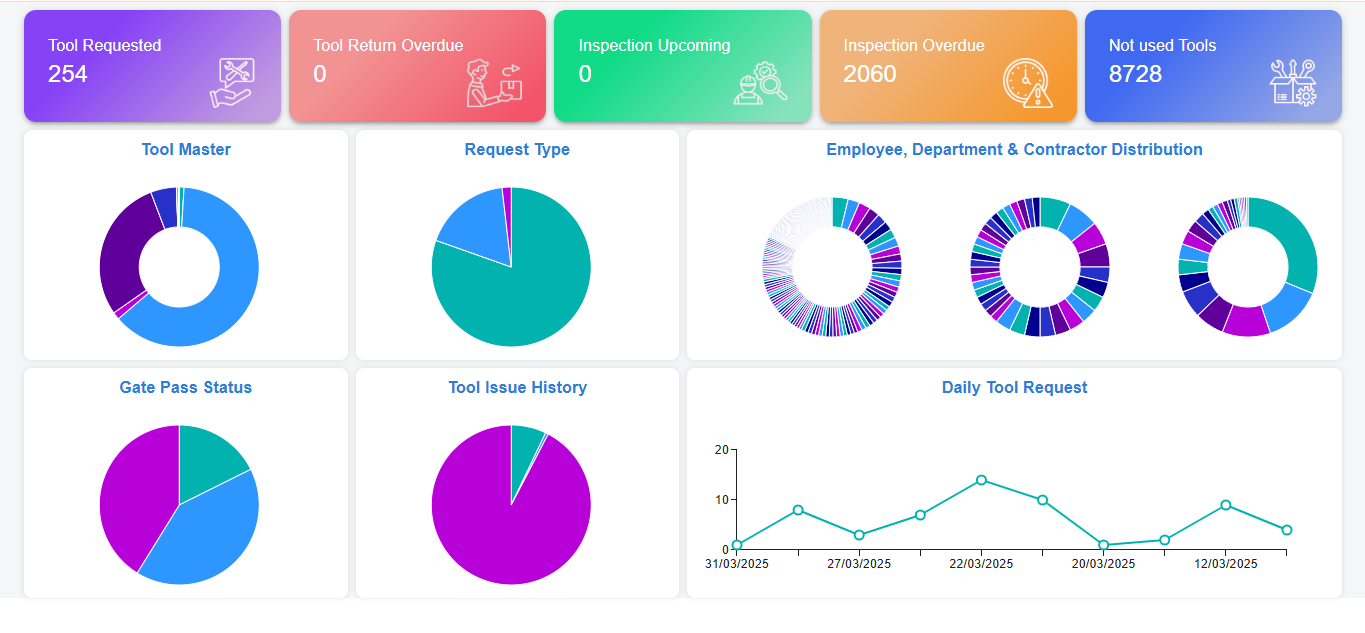 Tool Requested
254
Tool Return Overdue
0
Inspection Upcoming
0
Inspection Overdue
2060
Not used Tools
8728
Tool Master
Request Type
Employee, Department & Contractor Distribution
Gate Pass Status
Tool Issue History
Daily Tool Request
20
10
0
31/03/2025 27/03/2025 22/03/2025 20/03/2025 12/03/2025